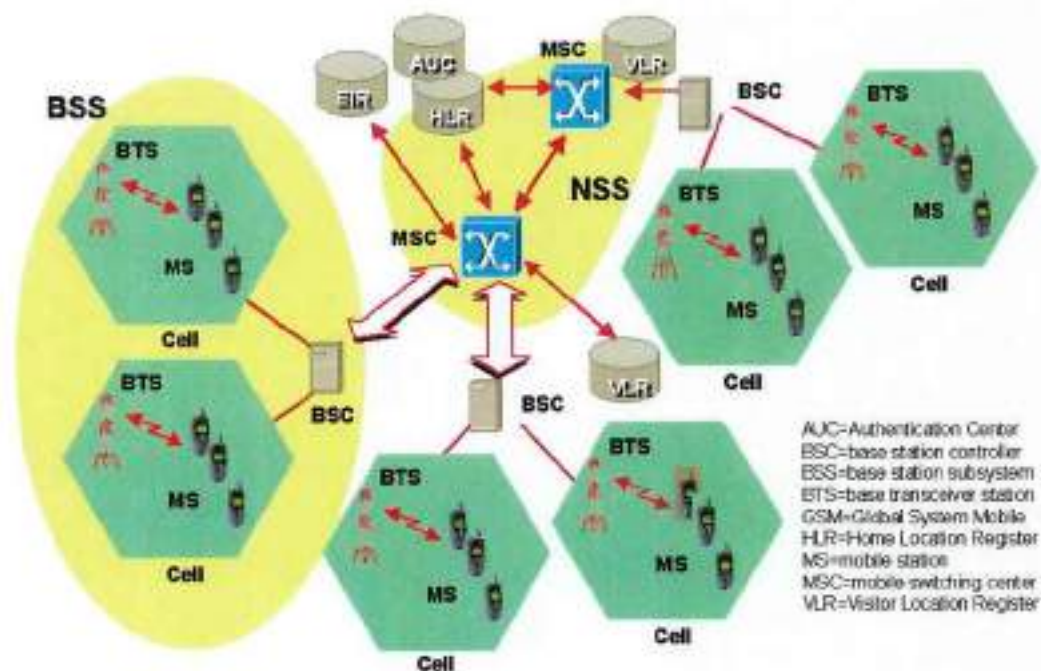 MSC
VLR
AUC
EIR
HLR
BSC
BTS
MS
Cell
BSS
BTS
MS
Cell
NSS
BTS
MS
Cell
MSC
BTS
MS
Cell
BSC
VLR
BSC
BTS
MS
Cell
BTS
MS
Cell
AUC=Authentication Center
BSC=base station controller
BSS=base station subsystem
BTS=base transceiver station
GSM=Global System Mobile
HLR=Home Location Register
MS=mobile station
MSC=mobile switching center
VLR=Visitor Location Register